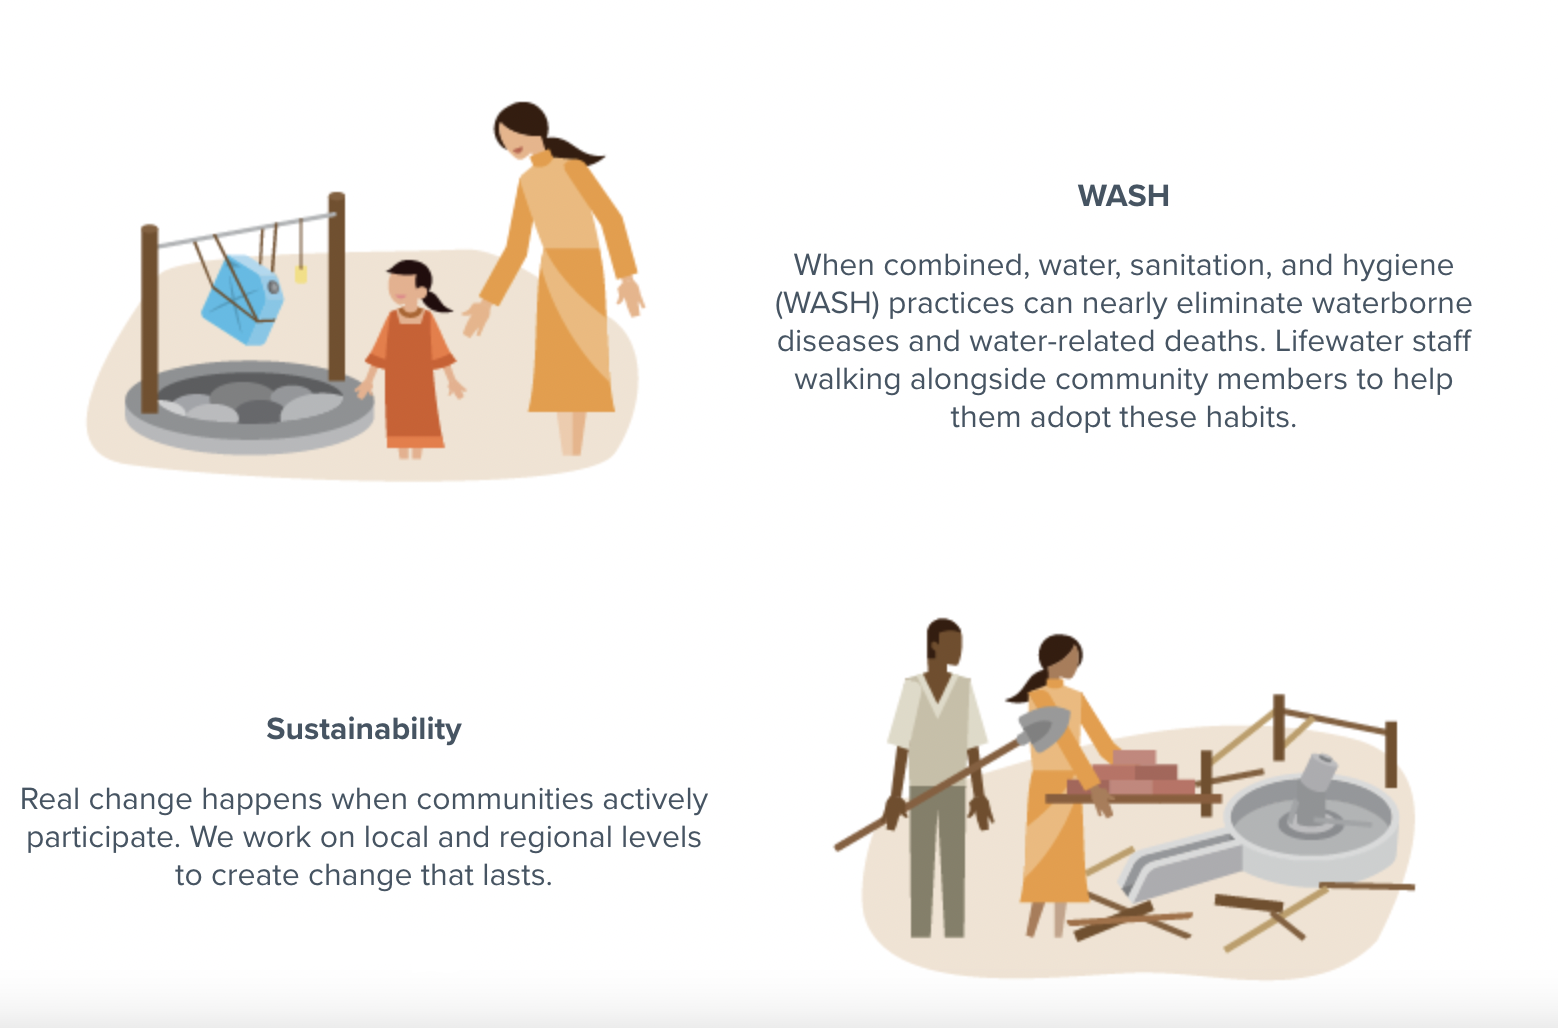 WASH
When combined, water, sanitation, and hygiene
(WASH) practices can nearly eliminate waterborne
diseases and water-related deaths. Lifewater staff
walking alongside community members to help
them adopt these habits.
Sustainability
Real change happens when communities actively
participate. We work on local and regional levels
to create change that lasts.